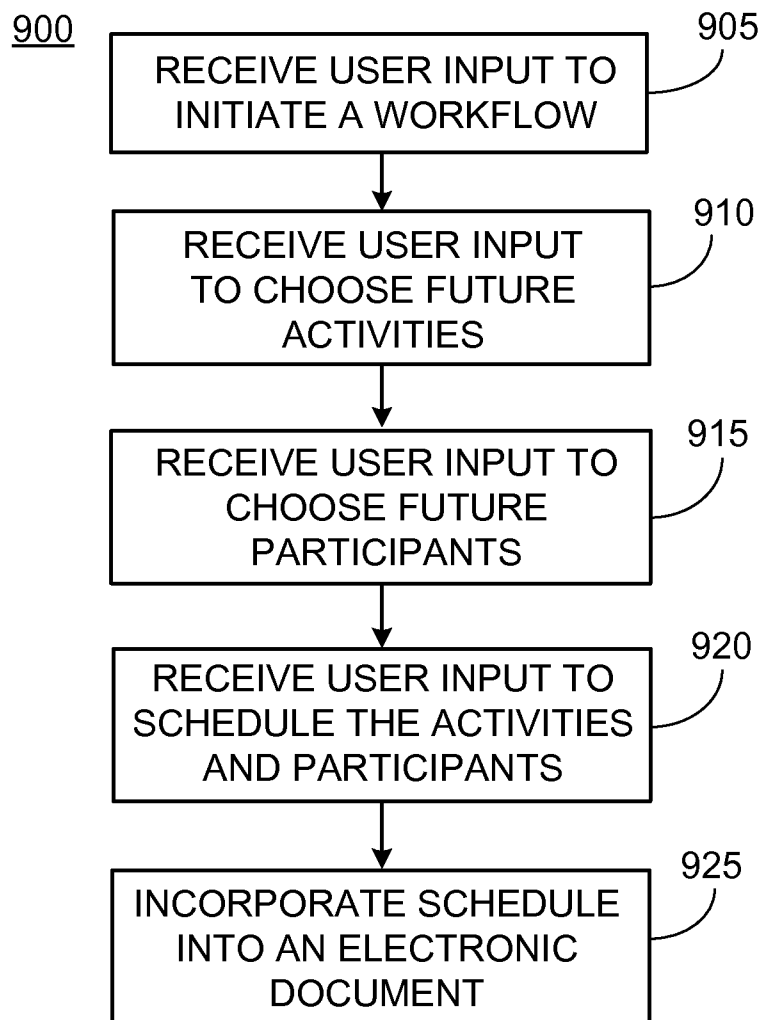 900
905
RECEIVE USER INPUT TO
INITIATE A WORKFLOW
910
RECEIVE USER INPUT
TO CHOOSE FUTURE
ACTIVITIES
915
RECEIVE USER INPUT TO
CHOOSE FUTURE
PARTICIPANTS
920
RECEIVE USER INPUT TO
SCHEDULE THE ACTIVITIES
AND PARTICIPANTS
925
INCORPORATE SCHEDULE
INTO AN ELECTRONIC
DOCUMENT